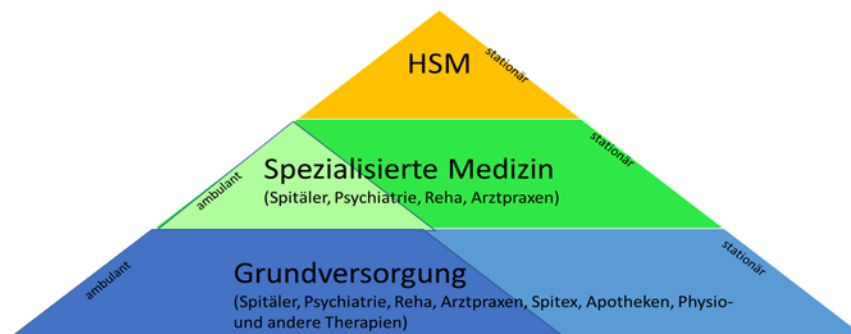 HSM
stationär
stationär
Spezialisierte Medizin
(Spitäler, Psychiatrie, Reha, Arztpraxen)
ambulant
stationär
ambulant
Grundversorgung
(Spitäler, Psychiatrie, Reha, Arztpraxen, Spitex, Apotheken, Physio-
und andere Therapien)